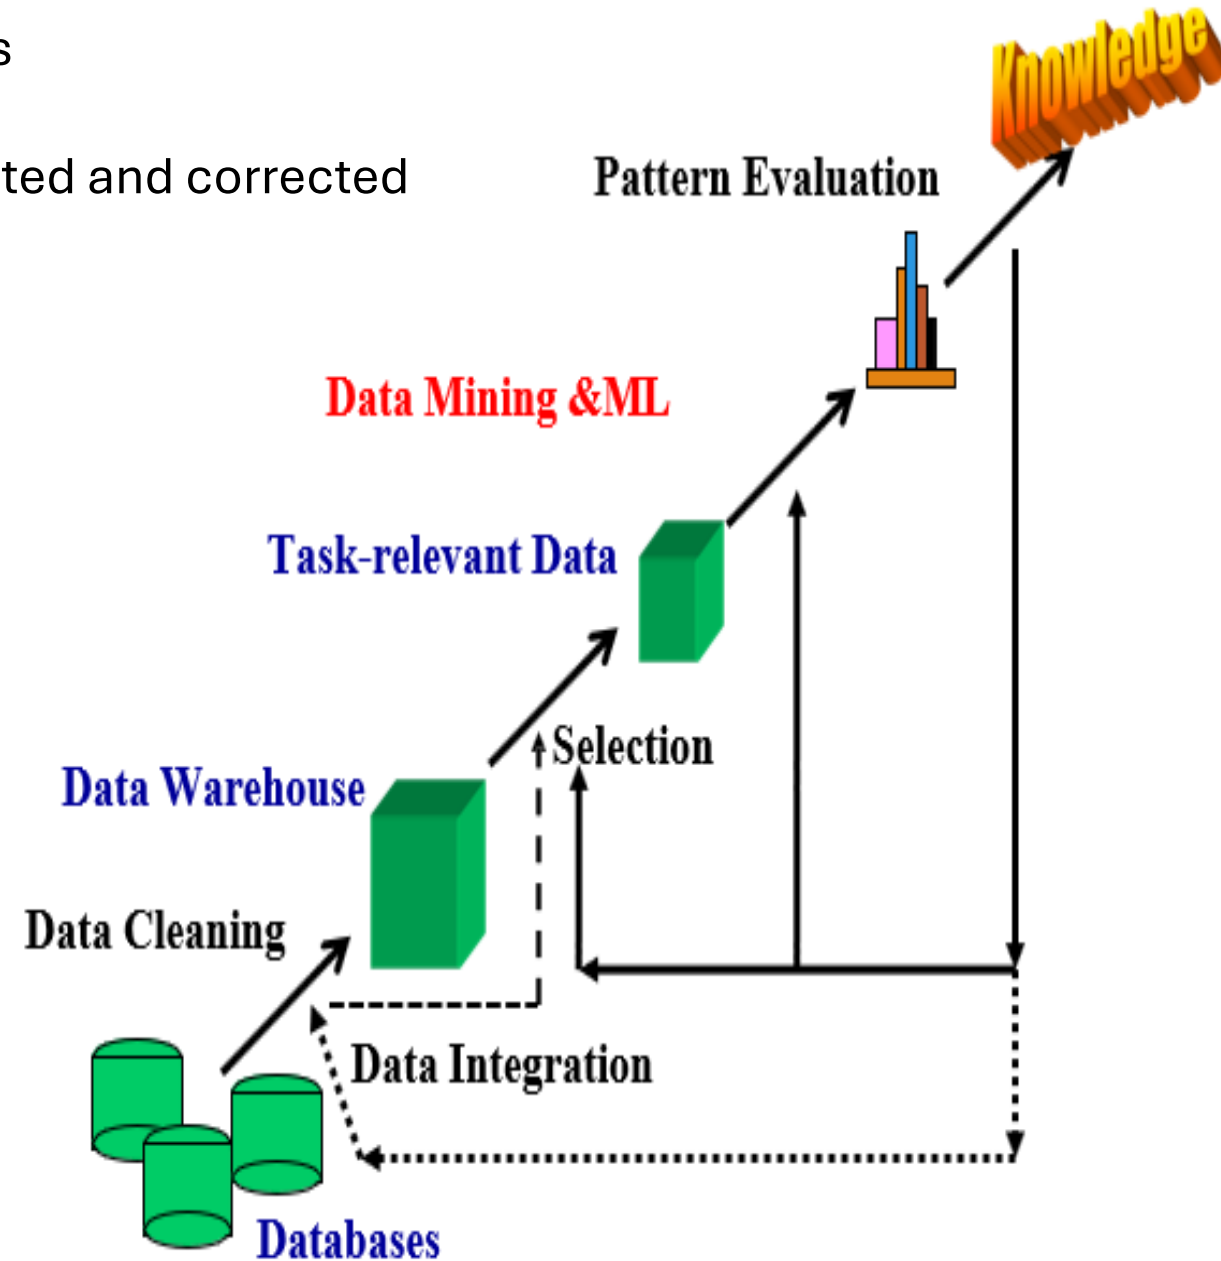 s
Knowledge
ted and corrected
Pattern Evaluation
Data Mining &ML
Task-relevant Data
Selection
Data Warehouse
Data Cleaning
Data Integration
Databases